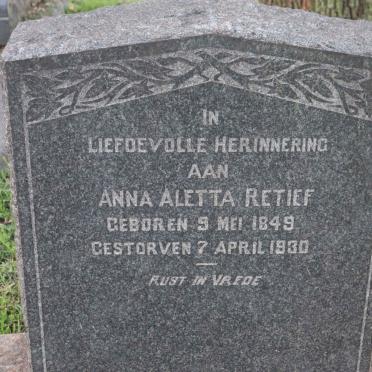 IN
LIEFDEVOLLE HERINNERING
AAN
ANNA ALETTA RETIEF
GEBOREN 9 MEI 1849
GESTORVEN 7 APRIL 1930
RUST IN VREDE